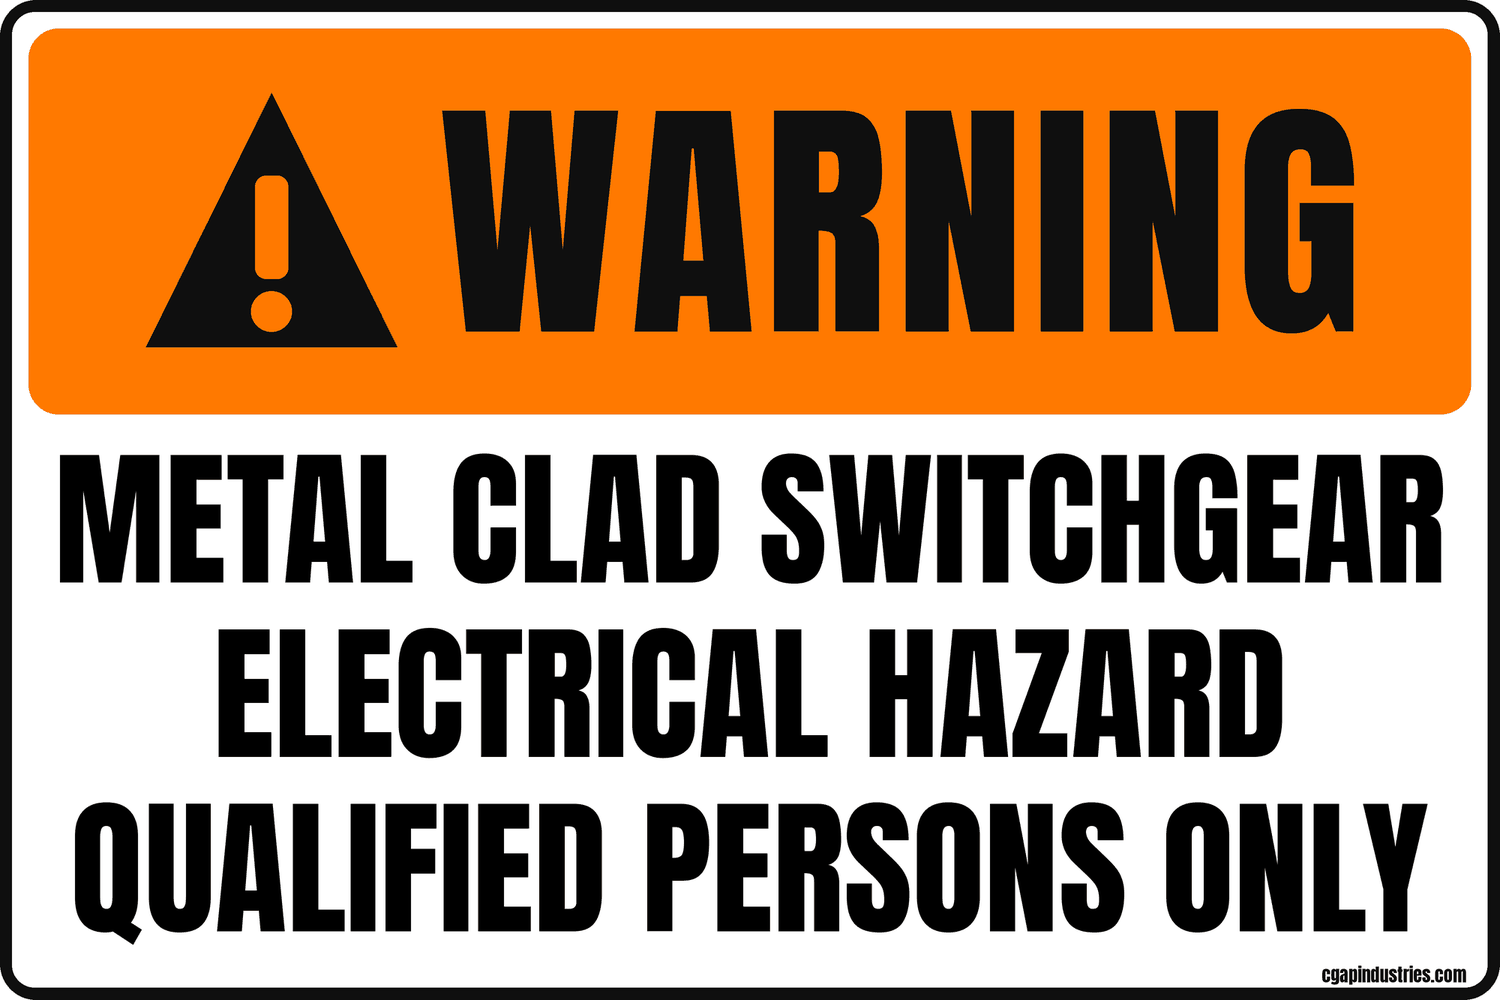 WARNING
METAL CLAD SWITCHGEAR
ELECTRICAL HAZARD
QUALIFIED PERSONS ONLY
cgapindustries.com